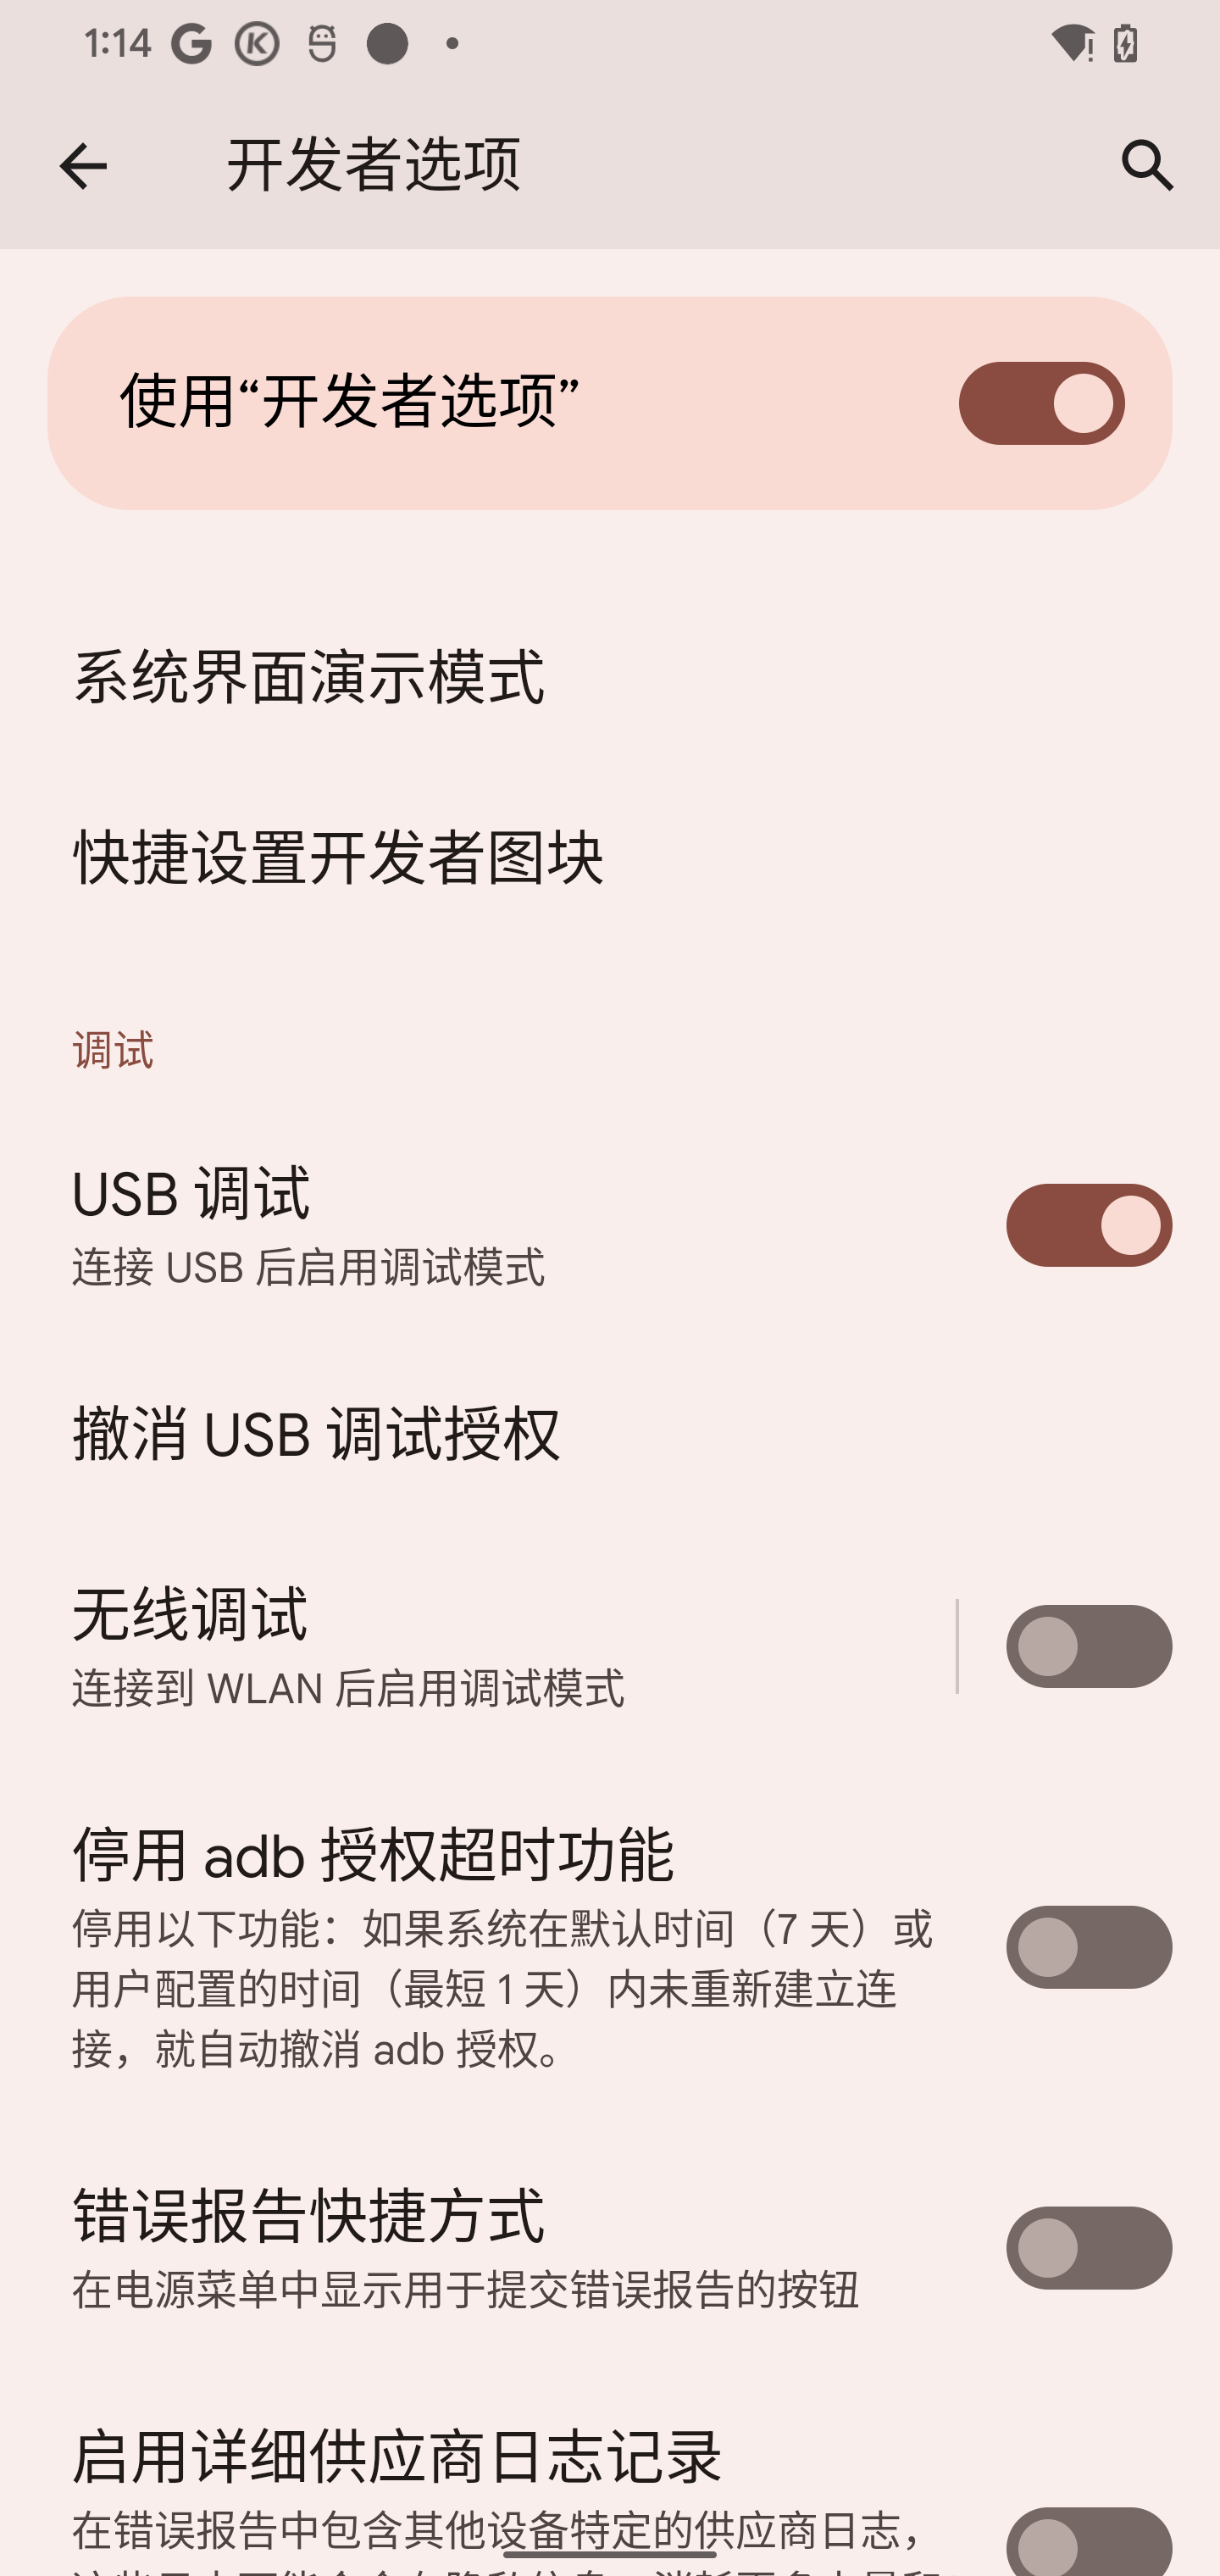 1:14
开发者选项
使用“开发者选项”
系统界面演示模式
快捷设置开发者图块
调试
USB 调试
连接 USB 后启用调试模式
撤消 USB 调试授权
无线调试
连接到 WLAN 后启用调试模式
停用 adb 授权超时功能
停用以下功能：如果系统在默认时间（7 天）或
用户配置的时间（最短 1 天）内未重新建立连
接，就自动撤消 adb 授权。
错误报告快捷方式
在电源菜单中显示用于提交错误报告的按钮
启用详细供应商日志记录
在错误报告中包含其他设备特定的供应商日志，